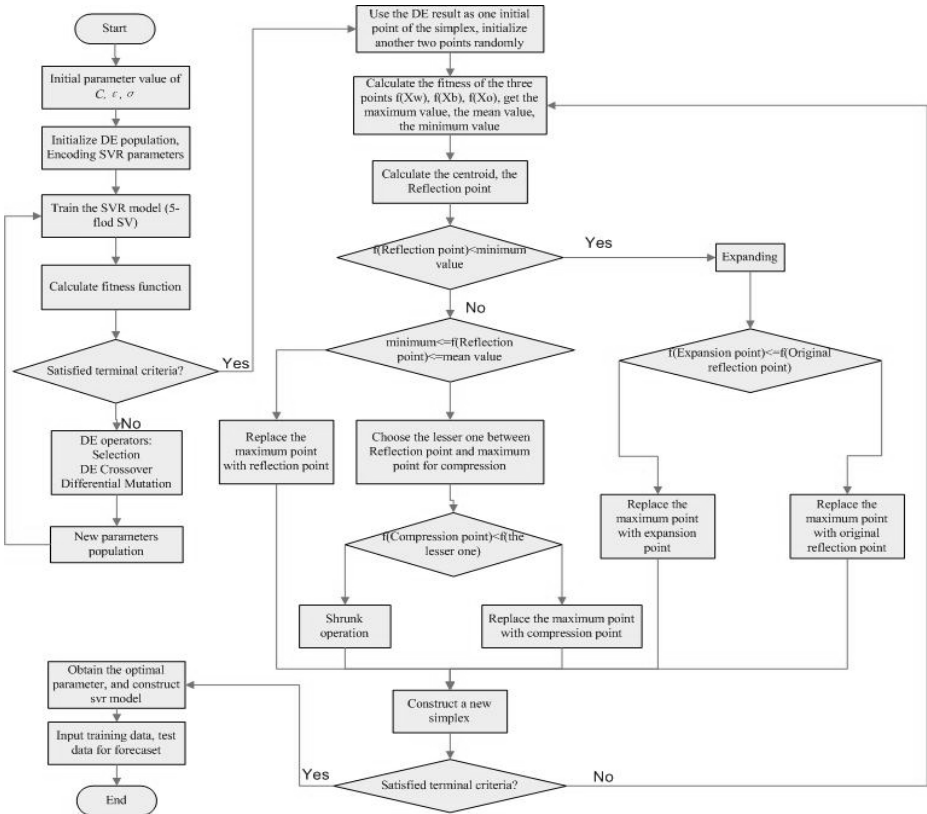 Start
Initial parameter value of
C, ε, σ
Initialize DE population,
Encoding SVR parameters
Train the SVR model (5-
flod SV)
Calculate fitness function
Satisfied terminal criteria?
Yes
No
DE operators:
Selection
DE Crossover
Differential Mutation
New parameters
population
Use the DE result as one initial
point of the simplex, initialize
another two points randomly
Calculate the fitness of the three
points f(Xw), f(Xb), f(Xo), get the
maximum value, the mean value,
the minimum value
Calculate the centroid, the
Reflection point
f(Reflection point)<minimum
value
Yes
No
Expanding
minimum<=f(Reflection
point)<=mean value
f(Expansion point)<=f(Original
reflection point)
Replace the
maximum point
with reflection point
Choose the lesser one between
Reflection point and maximum
point for compression
Replace the
maximum point
with expansion
point
Replace the
maximum point
with original
reflection point
f(Compression point)<f(the
lesser one)
Shrunk
operation
Replace the maximum point
with compression point
Construct a new
simplex
Satisfied terminal criteria?
Yes
No
Obtain the optimal
parameter, and construct
svr model
Input training data, test
data for forecaset
End